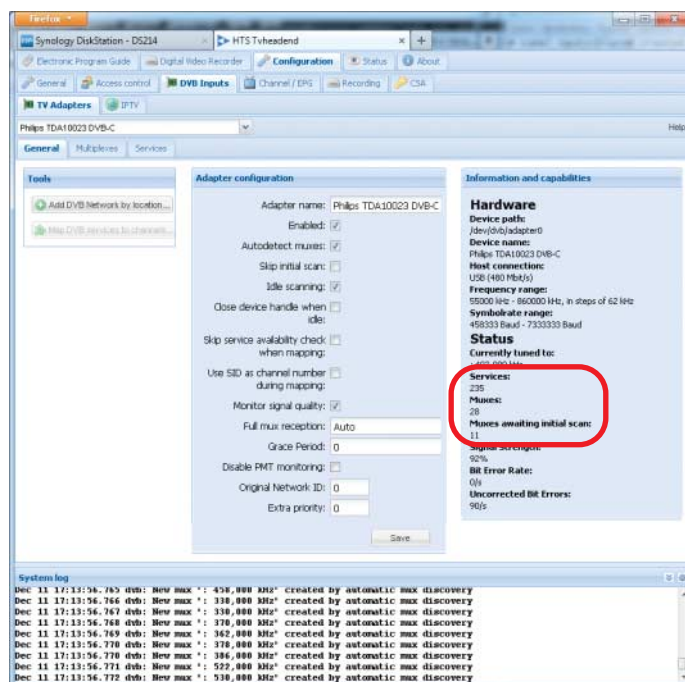 Firefox
Synology DiskStation - DS214
HTS Tvheadend
Electronic Program Guide
Digital Video Recorder
Configuration
Status
About
General
Access control
DVB Inputs
Channel / EPG
Recording
CSA
TV Adapters
IPTV
Philips TDA10023 DVB-C
Help
General
Multiplexes
Services
Tools
Add DVB Network by location...
Map DVB services to channels...
Adapter configuration
Adapter name: Philips TDA10023 DVB-C
Enabled:
Autodetect muxes:
Skip initial scan:
Idle scanning:
Close device handle when
idle:
Skip service availability check
when mapping:
Use SID as channel number
during mapping:
Monitor signal quality:
Full mux reception: Auto
Grace Period: 0
Disable PMT monitoring:
Original Network ID: 0
Extra priority: 0
Save
Information and capabilities
Hardware
Device path:
/dev/dvb/adapter0
Device name:
Philips TDA10023 DVB-C
Host connection:
USB (480 Mbit/s)
Frequency range:
55000 kHz - 860000 kHz, in steps of 62 kHz
Symbolrate range:
458333 Baud - 7333333 Baud
Status
Currently tuned to:
Services:
235
Muxes:
28
Muxes awaiting initial scan:
11
Signal Strength:
92%
Bit Error Rate:
0/s
Uncorrected Bit Errors:
90/s
System log
Dec 11 17:13:56.765 dvb: New mux ": 458,000 kHz" created by automatic mux discovery
Dec 11 17:13:56.766 dvb: New mux ": 338,000 kHz" created by automatic mux discovery
Dec 11 17:13:56.767 dvb: New mux ": 330,000 kHz" created by automatic mux discovery
Dec 11 17:13:56.768 dvb: New mux ": 370,000 kHz" created by automatic mux discovery
Dec 11 17:13:56.769 dvb: New mux ": 362,000 kHz" created by automatic mux discovery
Dec 11 17:13:56.770 dvb: New mux ": 378,000 kHz" created by automatic mux discovery
Dec 11 17:13:56.770 dvb: New mux ": 386,000 kHz" created by automatic mux discovery
Dec 11 17:13:56.771 dvb: New mux ": 522,000 kHz" created by automatic mux discovery
Dec 11 17:13:56.772 dvb: New mux ": 530,000 kHz" created by automatic mux discovery